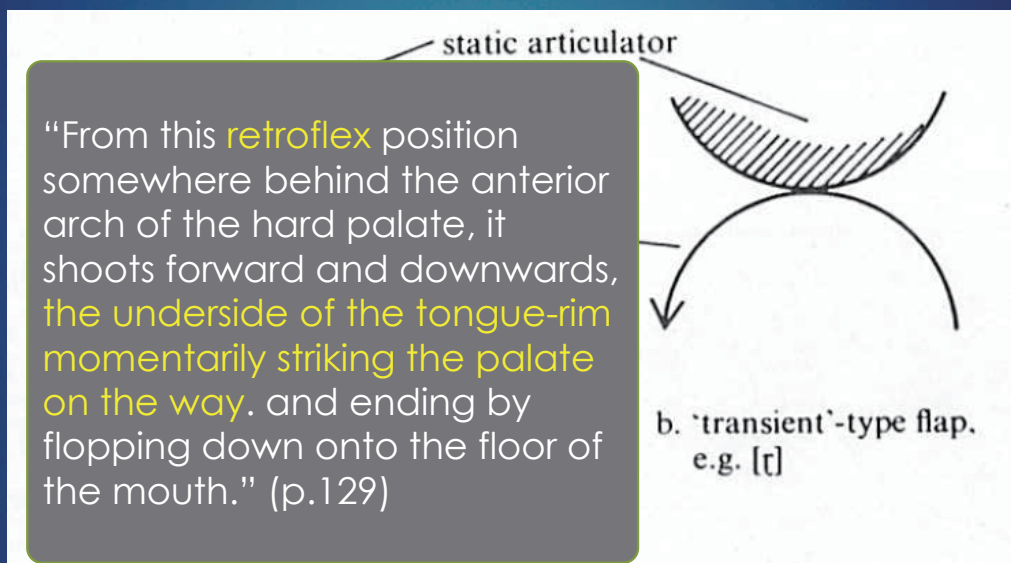 static articulator
“From this retroflex position
somewhere behind the anterior
arch of the hard palate, it
shoots forward and downwards,
the underside of the tongue-rim
momentarily striking the palate
on the way. and ending by
flopping down onto the floor of
the mouth.” (p.129)
b. ‘transient’-type flap,
e.g. [ɽ]